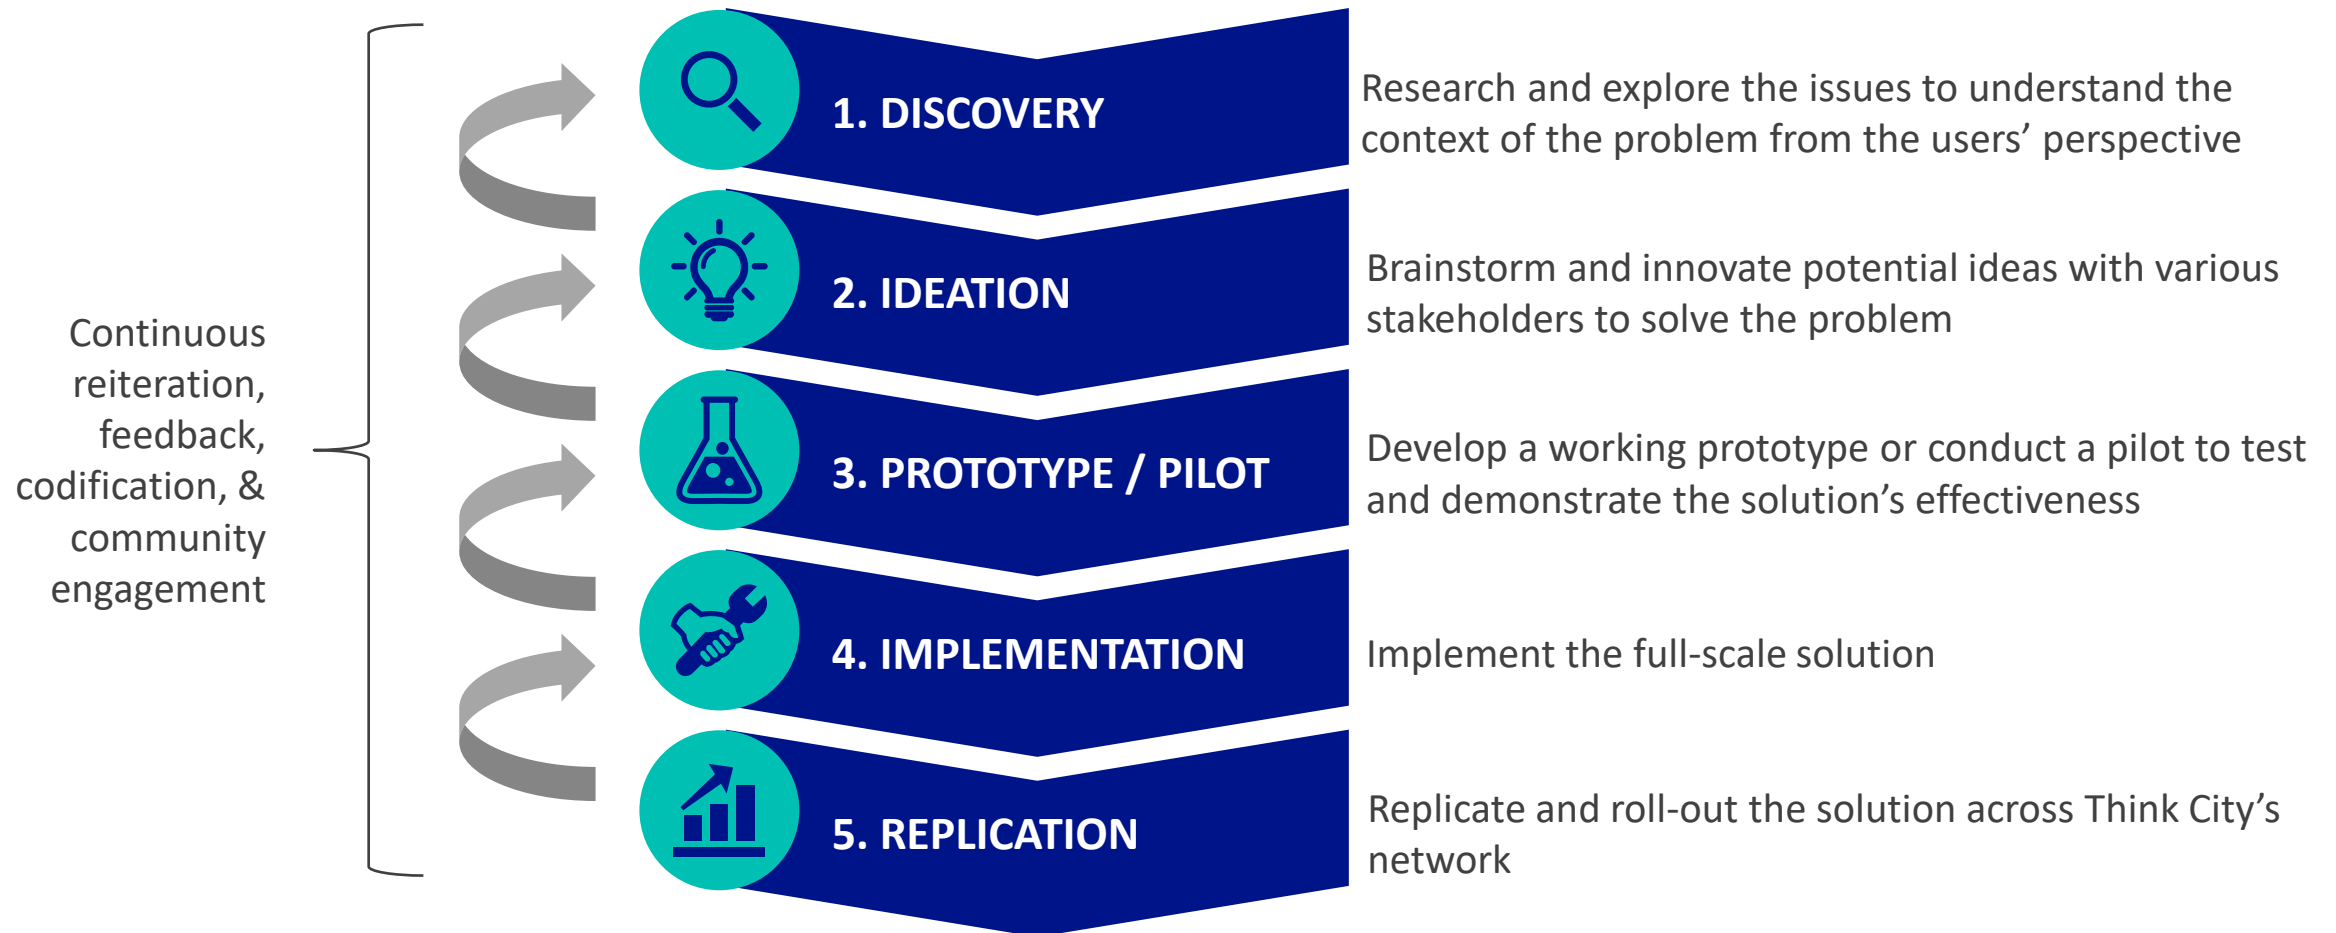 Continuous
reiteration,
feedback,
codification, &
community
engagement
1. DISCOVERY
Research and explore the issues to understand the
context of the problem from the users’ perspective
2. IDEATION
Brainstorm and innovate potential ideas with various
stakeholders to solve the problem
3. PROTOTYPE / PILOT
Develop a working prototype or conduct a pilot to test
and demonstrate the solution’s effectiveness
4. IMPLEMENTATION
Implement the full-scale solution
5. REPLICATION
Replicate and roll-out the solution across Think City’s
network